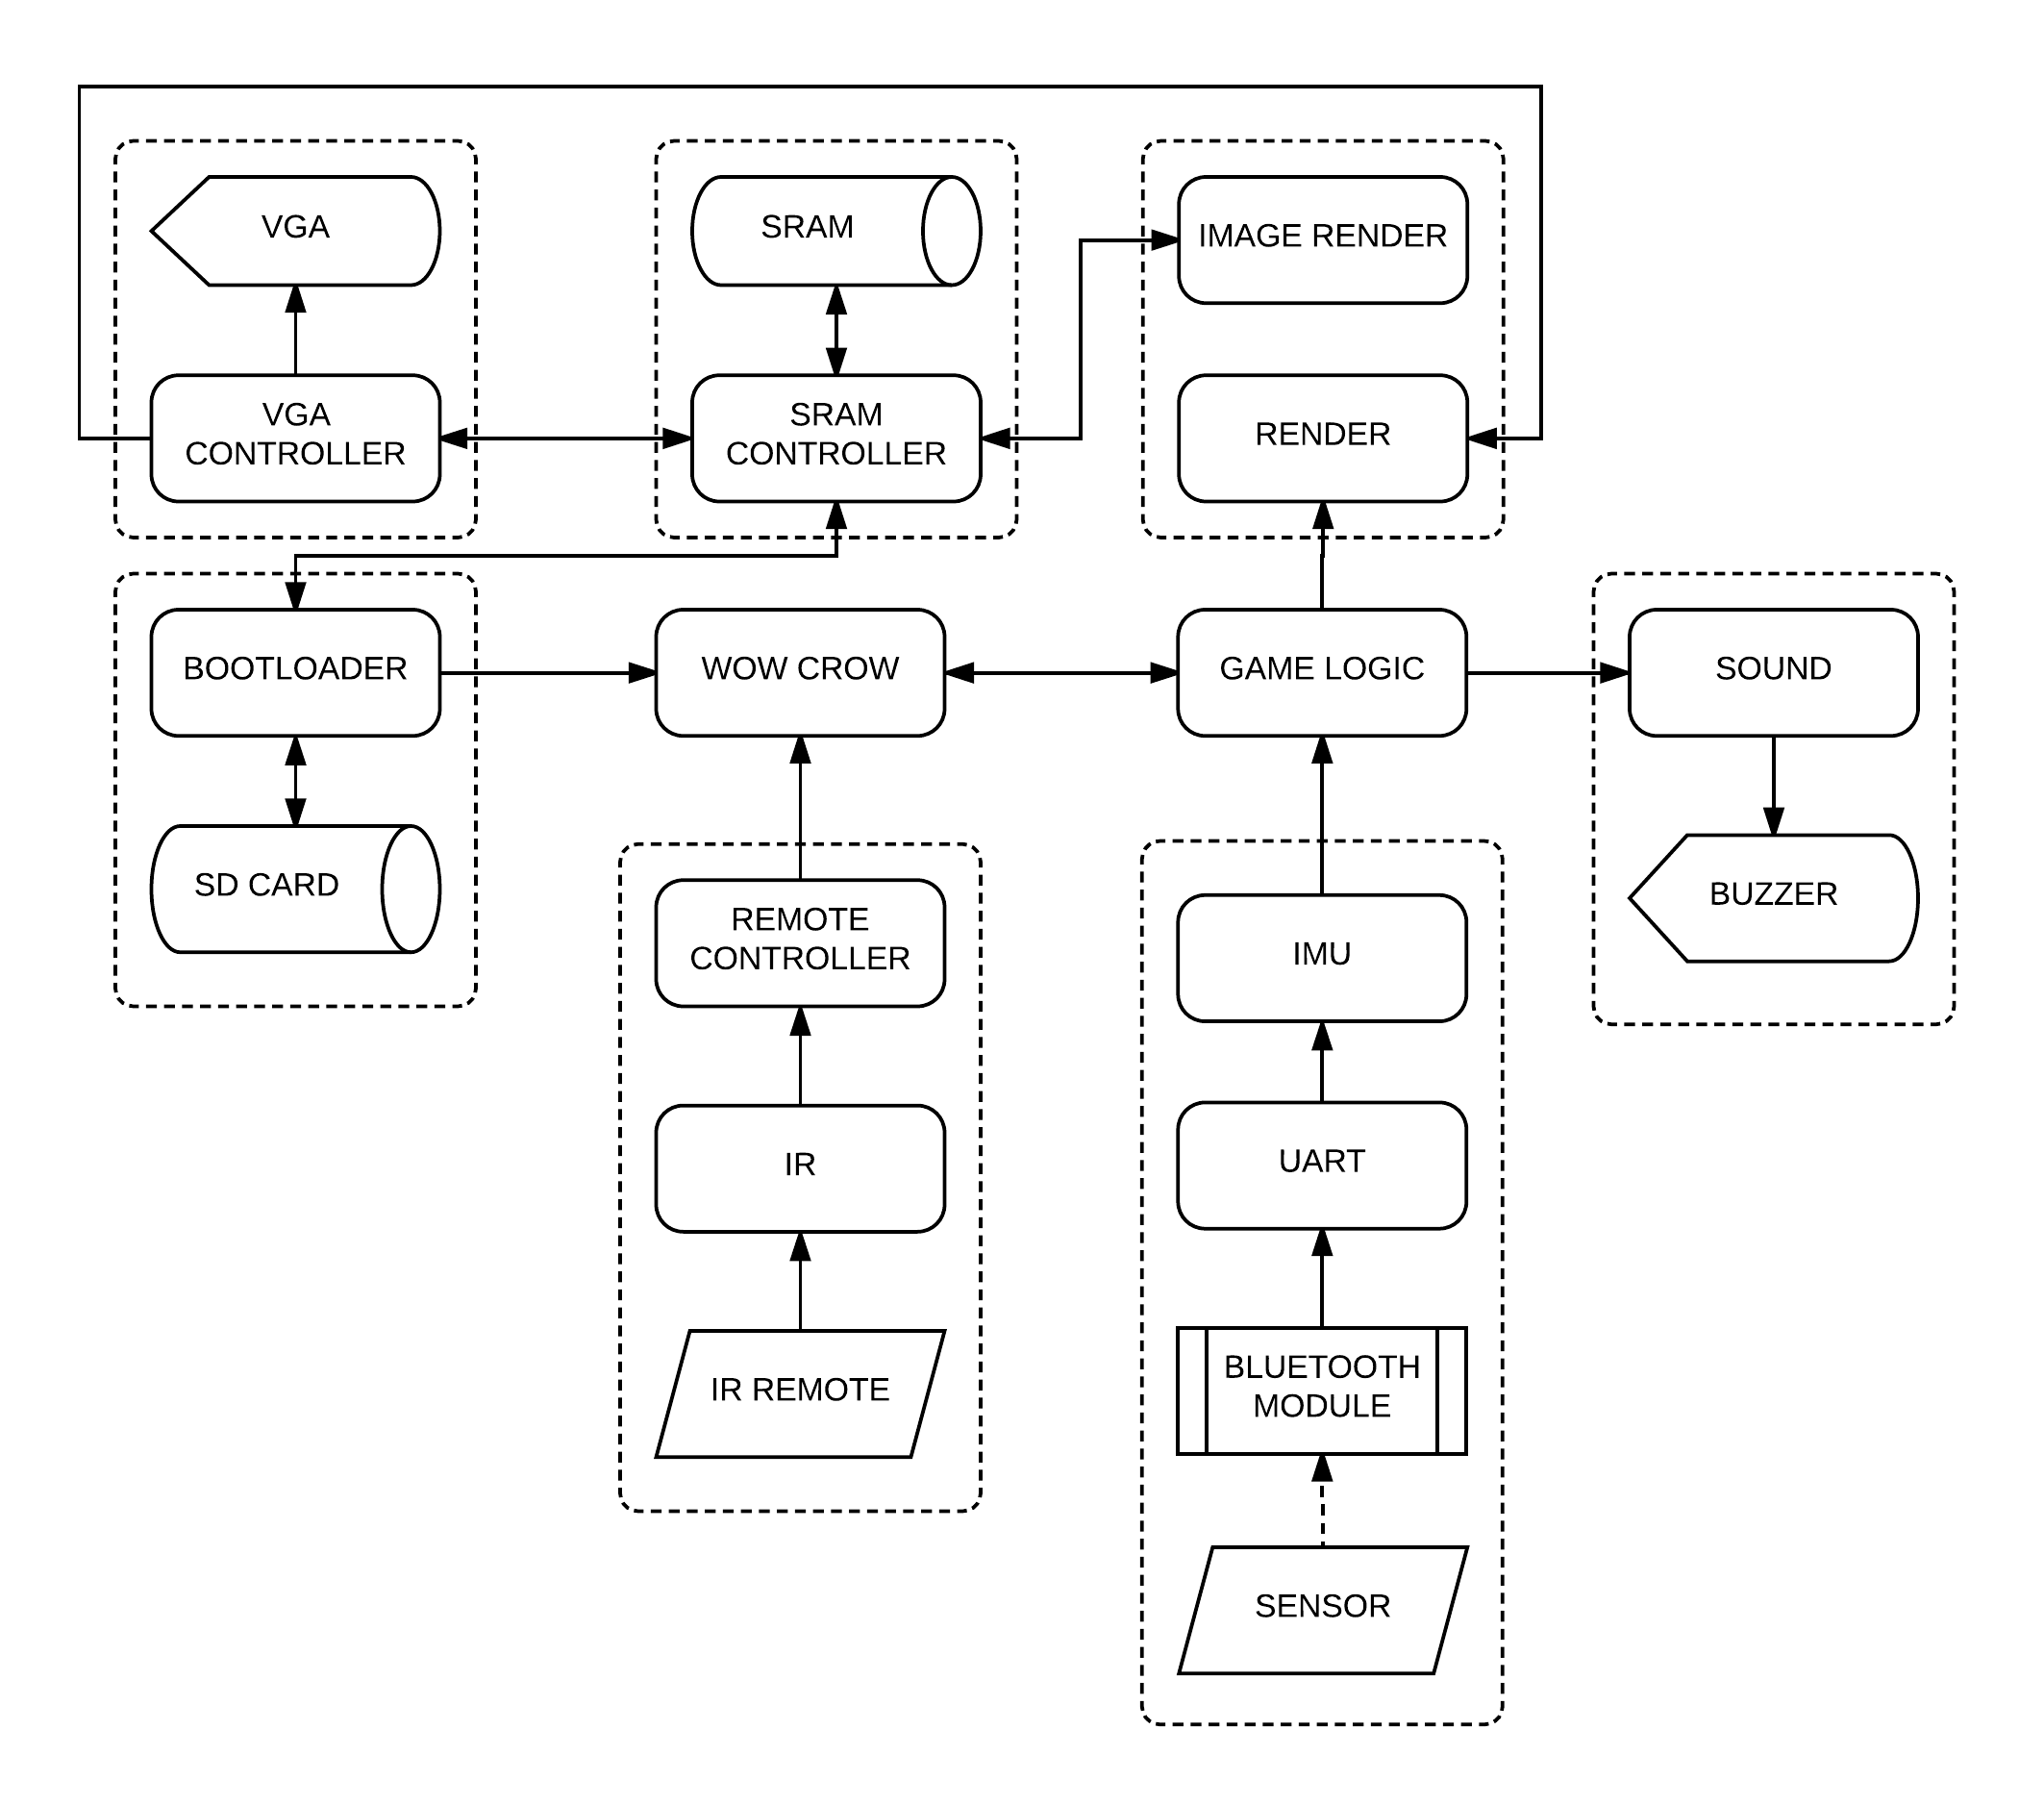 VGA
SRAM
IMAGE RENDER
VGA
CONTROLLER
SRAM
CONTROLLER
RENDER
BOOTLOADER
WOW CROW
GAME LOGIC
SOUND
SD CARD
REMOTE
CONTROLLER
IMU
BUZZER
IR
UART
IR REMOTE
BLUETOOTH
MODULE
SENSOR